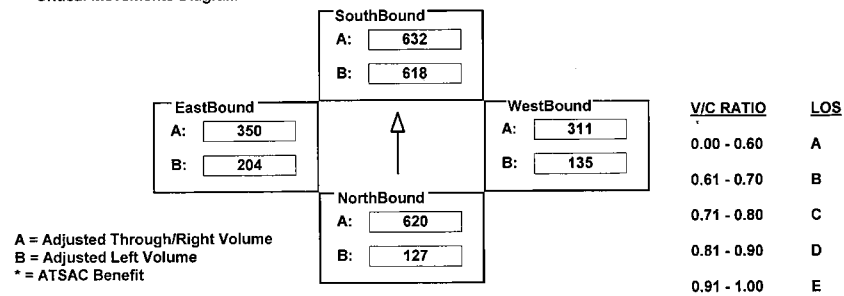 SouthBound
A: 632
B: 618
EastBound
A: 350
B: 204
WestBound
A: 311
B: 135
NorthBound
A: 620
B: 127
A = Adjusted Through/Right Volume
B = Adjusted Left Volume
* = ATSAC Benefit
V/C RATIO LOS
0.00 - 0.60 A
0.61 - 0.70 B
0.71 - 0.80 C
0.81 - 0.90 D
0.91 - 1.00 E